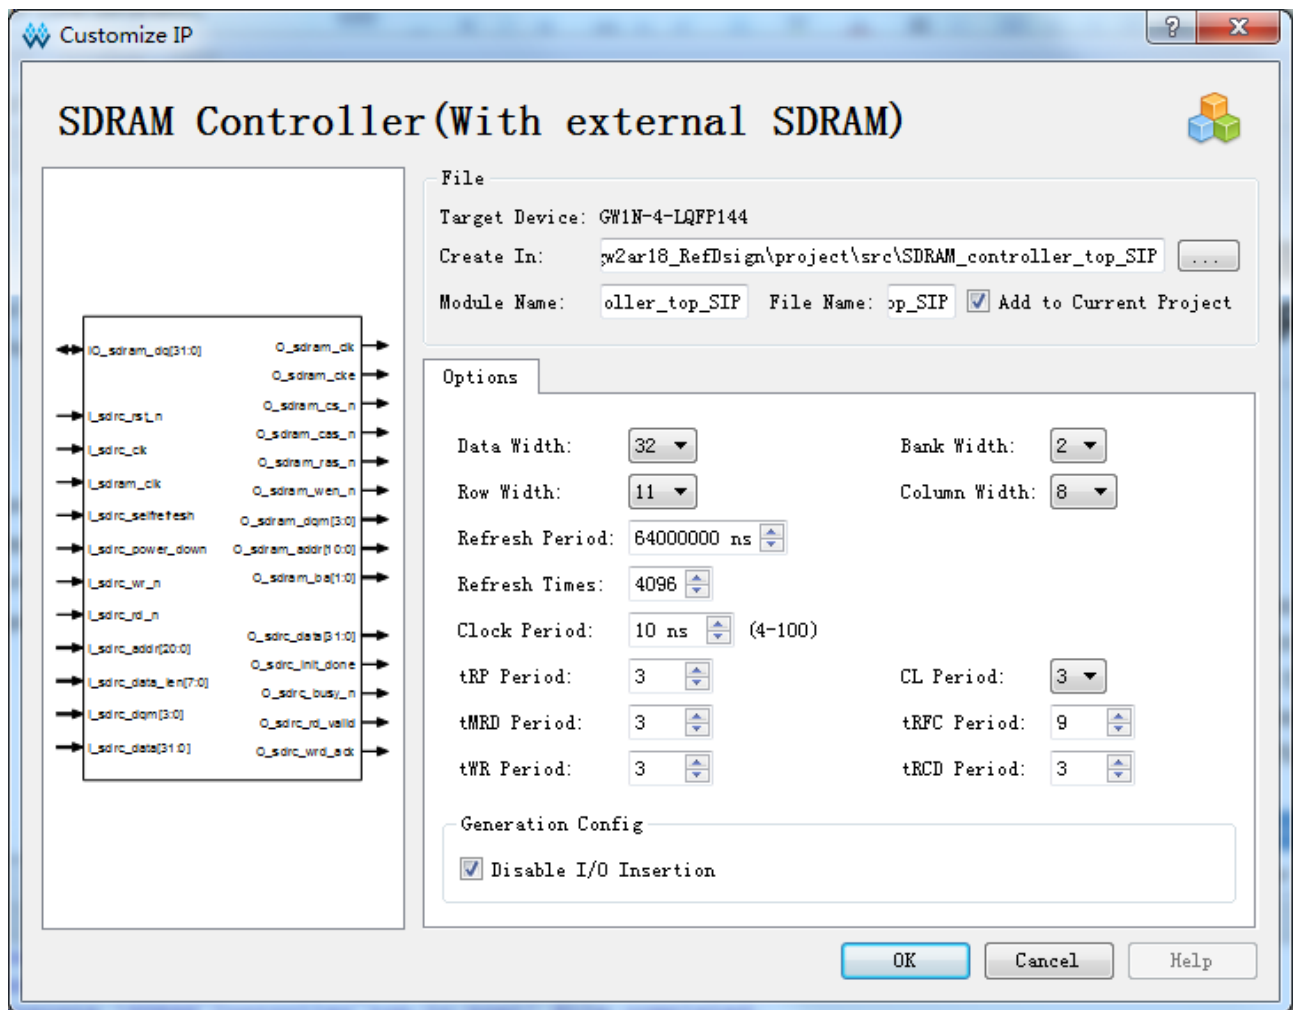 Customize IP
SDRAM Controller(With external SDRAM)
IO_sdram_dq[31:0]
I_sdrc_rst_n
I_sdrc_clk
I_sdram_clk
I_sdrc_selfrefresh
I_sdrc_power_down
I_sdrc_wr_n
I_sdrc_rd_n
I_sdrc_addr[20:0]
I_sdrc_data_len[7:0]
I_sdrc_dqm[3:0]
I_sdrc_data[31:0]
O_sdram_clk
O_sdram_cke
O_sdram_cs_n
O_sdram_cas_n
O_sdram_ras_n
O_sdram_wen_n
O_sdram_dqm[3:0]
O_sdram_addr[10:0]
O_sdram_ba[1:0]
O_sdrc_data[31:0]
O_sdrc_init_done
O_sdrc_busy_n
O_sdrc_rd_valid
O_sdrc_wrd_ack
File
Target Device: GW1N-4-LQFP144
Create In: gw2ar18_RefDsign\project\src\SDRAM_controller_top_SIP ...
Module Name: oller_top_SIP File Name: op_SIP Add to Current Project
Options
Data Width: 32 Bank Width: 2
Row Width: 11 Column Width: 8
Refresh Period: 64000000 ns
Refresh Times: 4096
Clock Period: 10 ns (4-100)
tRP Period: 3 CL Period: 3
tMRD Period: 3 tRFC Period: 9
tWR Period: 3 tRCD Period: 3
Generation Config
Disable I/O Insertion
OK Cancel Help